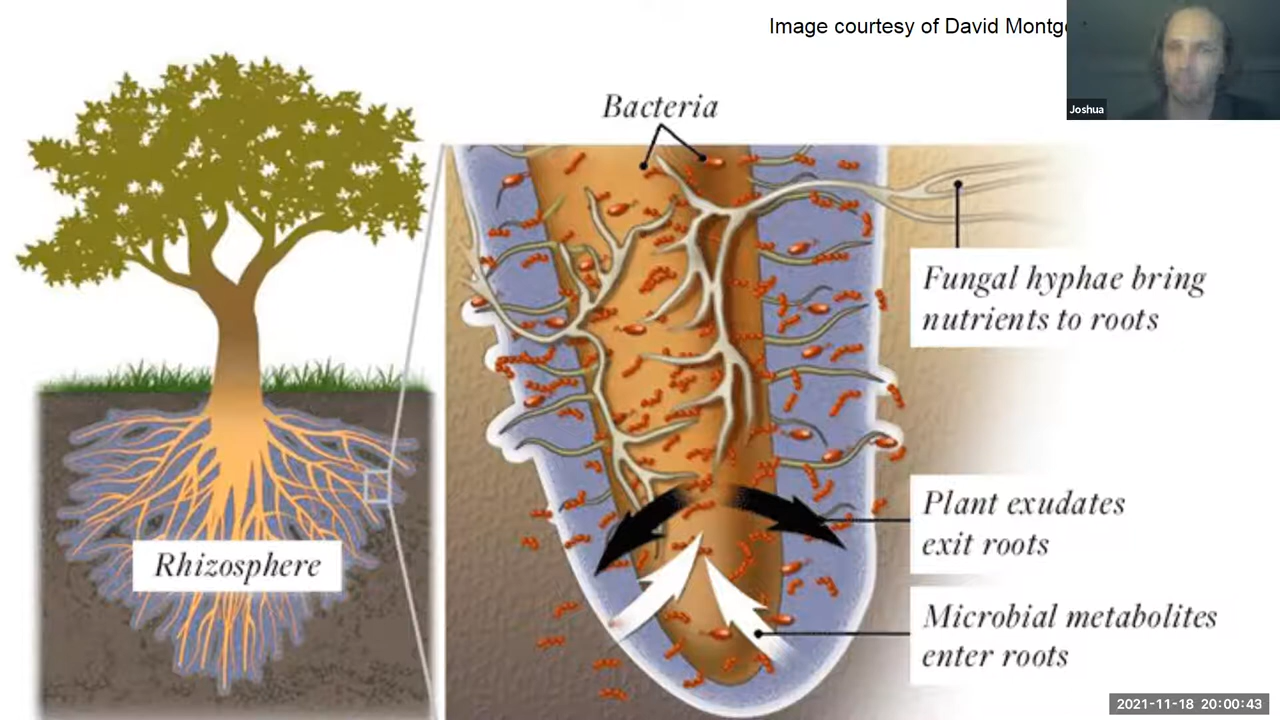 Image courtesy of David
Joshua
Bacteria
Fungal hyphae bring
nutrients to roots
Plant exudates
exit roots
Rhizosphere
Microbial metabolites
enter roots
2021-11-18 20:00:43